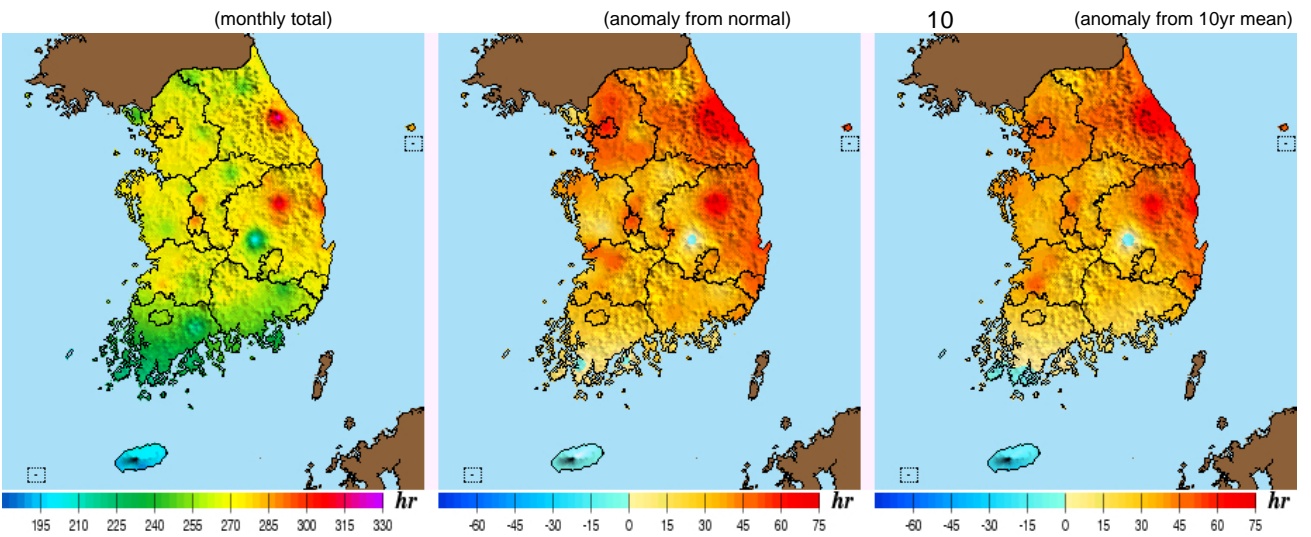 (monthly total)
(anomaly from normal)
10
(anomaly from 10yr mean)
195 210 225 240 255 270 285 300 315 330 hr
-60 -45 -30 -15 0 15 30 45 60 75 hr
-60 -45 -30 -15 0 15 30 45 60 75 hr